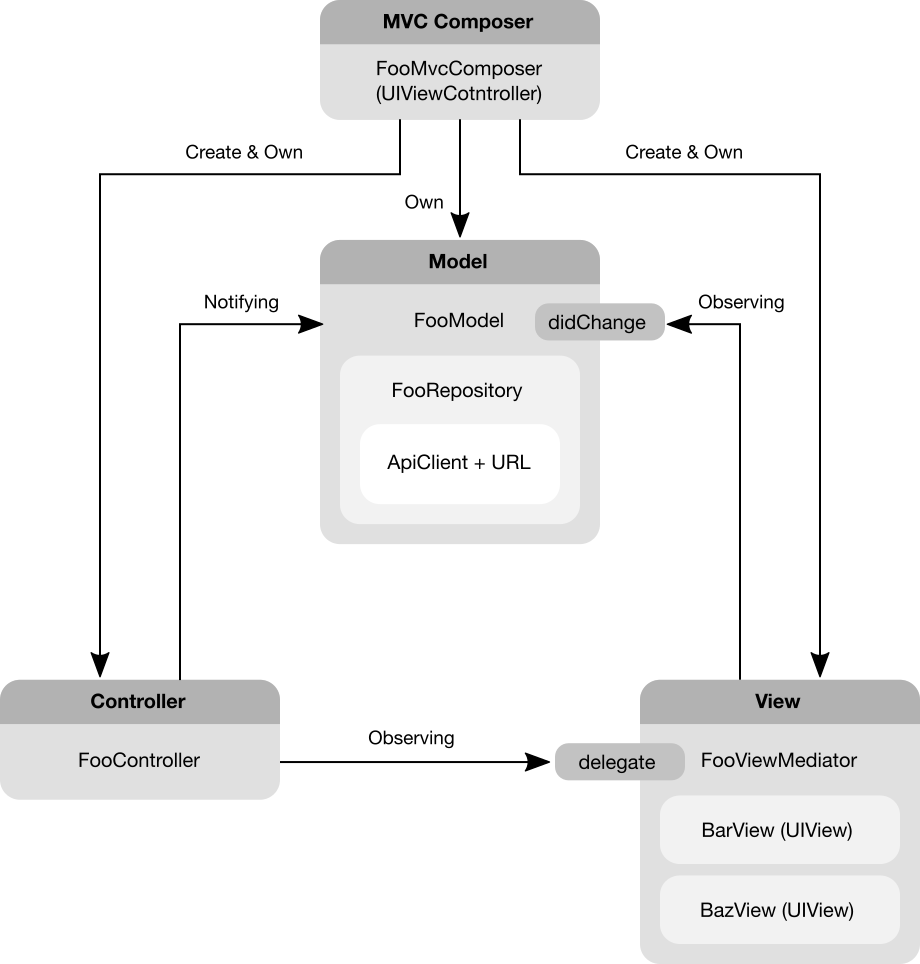 MVC Composer
FooMvcComposer
(UIViewCotntroller)
Create & Own
Create & Own
Own
Model
Notifying
Observing
FooModel
didChange
FooRepository
ApiClient + URL
Controller
View
Observing
FooController
delegate
FooViewMediator
BarView (UIView)
BazView (UIView)